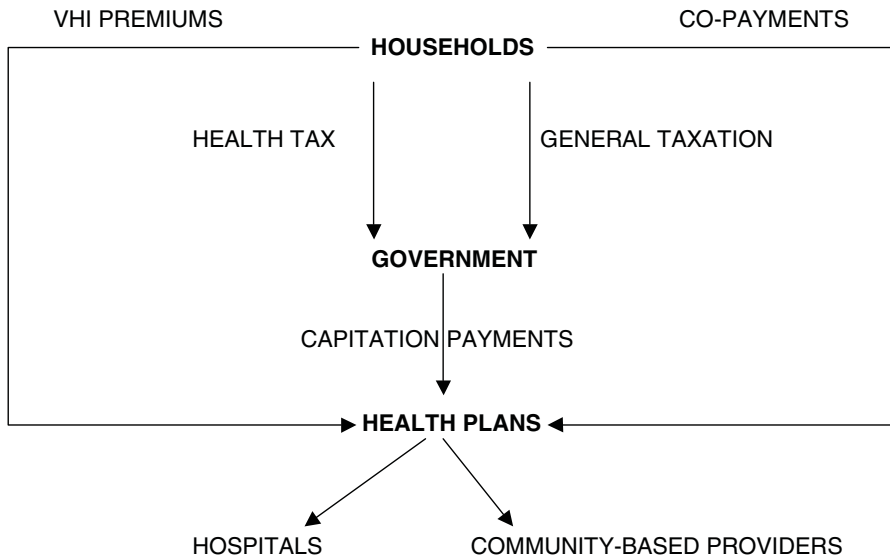 VHI PREMIUMS
CO-PAYMENTS
HOUSEHOLDS
HEALTH TAX
GENERAL TAXATION
GOVERNMENT
CAPITATION PAYMENTS
HEALTH PLANS
HOSPITALS
COMMUNITY-BASED PROVIDERS